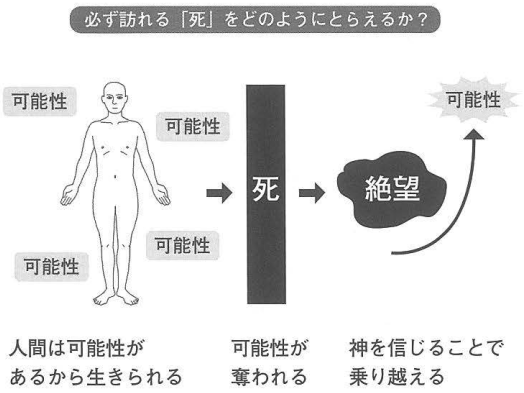 必ず訪れる「死」をどのようにとらえるか？
可能性
可能性
可能性
可能性
死
絶望
可能性
人間は可能性が
あるから生きられる
可能性が
奪われる
神を信じることで
乗り越える